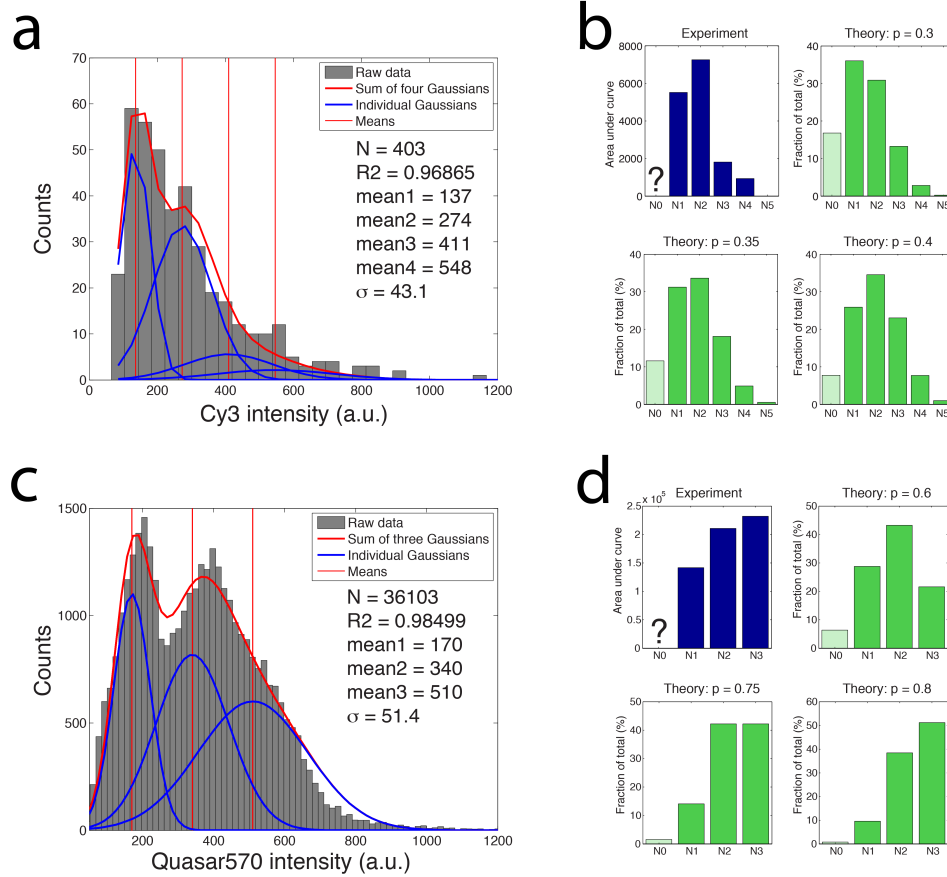 a
70
60
50
40
30
20
10
0
Counts
0
200
400
600
800
1000
1200
Cy3 intensity (a.u.)
Raw data
Sum of four Gaussians
Individual Gaussians
Means
N = 403
R2 = 0.96865
mean1 = 137
mean2 = 274
mean3 = 411
mean4 = 548
σ = 43.1
b
Experiment
8000
6000
4000
2000
0
Area under curve
?
N0 N1 N2 N3 N4 N5
Theory: p = 0.3
40
30
20
10
0
Fraction of total (%)
N0 N1 N2 N3 N4 N5
Theory: p = 0.35
40
30
20
10
0
Fraction of total (%)
N0 N1 N2 N3 N4 N5
Theory: p = 0.4
40
30
20
10
0
Fraction of total (%)
N0 N1 N2 N3 N4 N5
c
1500
1000
500
0
Counts
200
400
600
800
1000
1200
Quasar570 intensity (a.u.)
Raw data
Sum of three Gaussians
Individual Gaussians
Means
N = 36103
R2 = 0.98499
mean1 = 170
mean2 = 340
mean3 = 510
σ = 51.4
d
Experiment
x 10⁵
2.5
2
1.5
1
0.5
0
Area under curve
?
N0 N1 N2 N3
Theory: p = 0.6
50
40
30
20
10
0
Fraction of total (%)
N0 N1 N2 N3
Theory: p = 0.75
50
40
30
20
10
0
Fraction of total (%)
N0 N1 N2 N3
Theory: p = 0.8
60
50
40
30
20
10
0
Fraction of total (%)
N0 N1 N2 N3